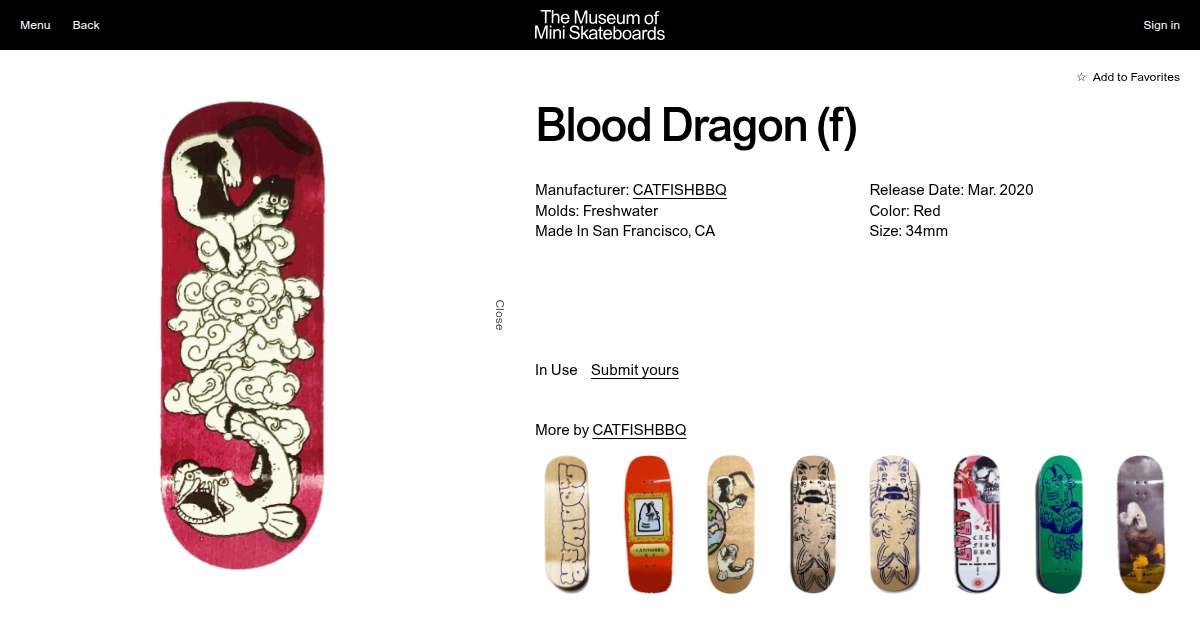 Menu
Back
The Museum of
Mini Skateboards
Sign in
☆ Add to Favorites
Blood Dragon (f)
Manufacturer: CATFISHBBQ
Molds: Freshwater
Made In San Francisco, CA
Release Date: Mar. 2020
Color: Red
Size: 34mm
Close
In Use Submit yours
More by CATFISHBBQ